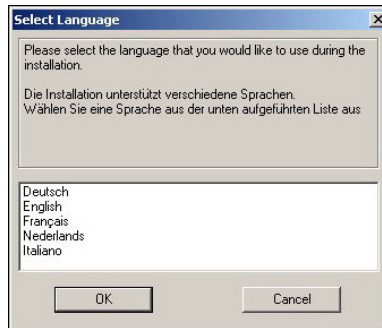 Select Language
Please select the language that you would like to use during the
installation.
Die Installation unterstützt verschiedene Sprachen.
Wählen Sie eine Sprache aus der unten aufgeführten Liste aus
Deutsch
English
Français
Nederlands
Italiano
OK
Cancel